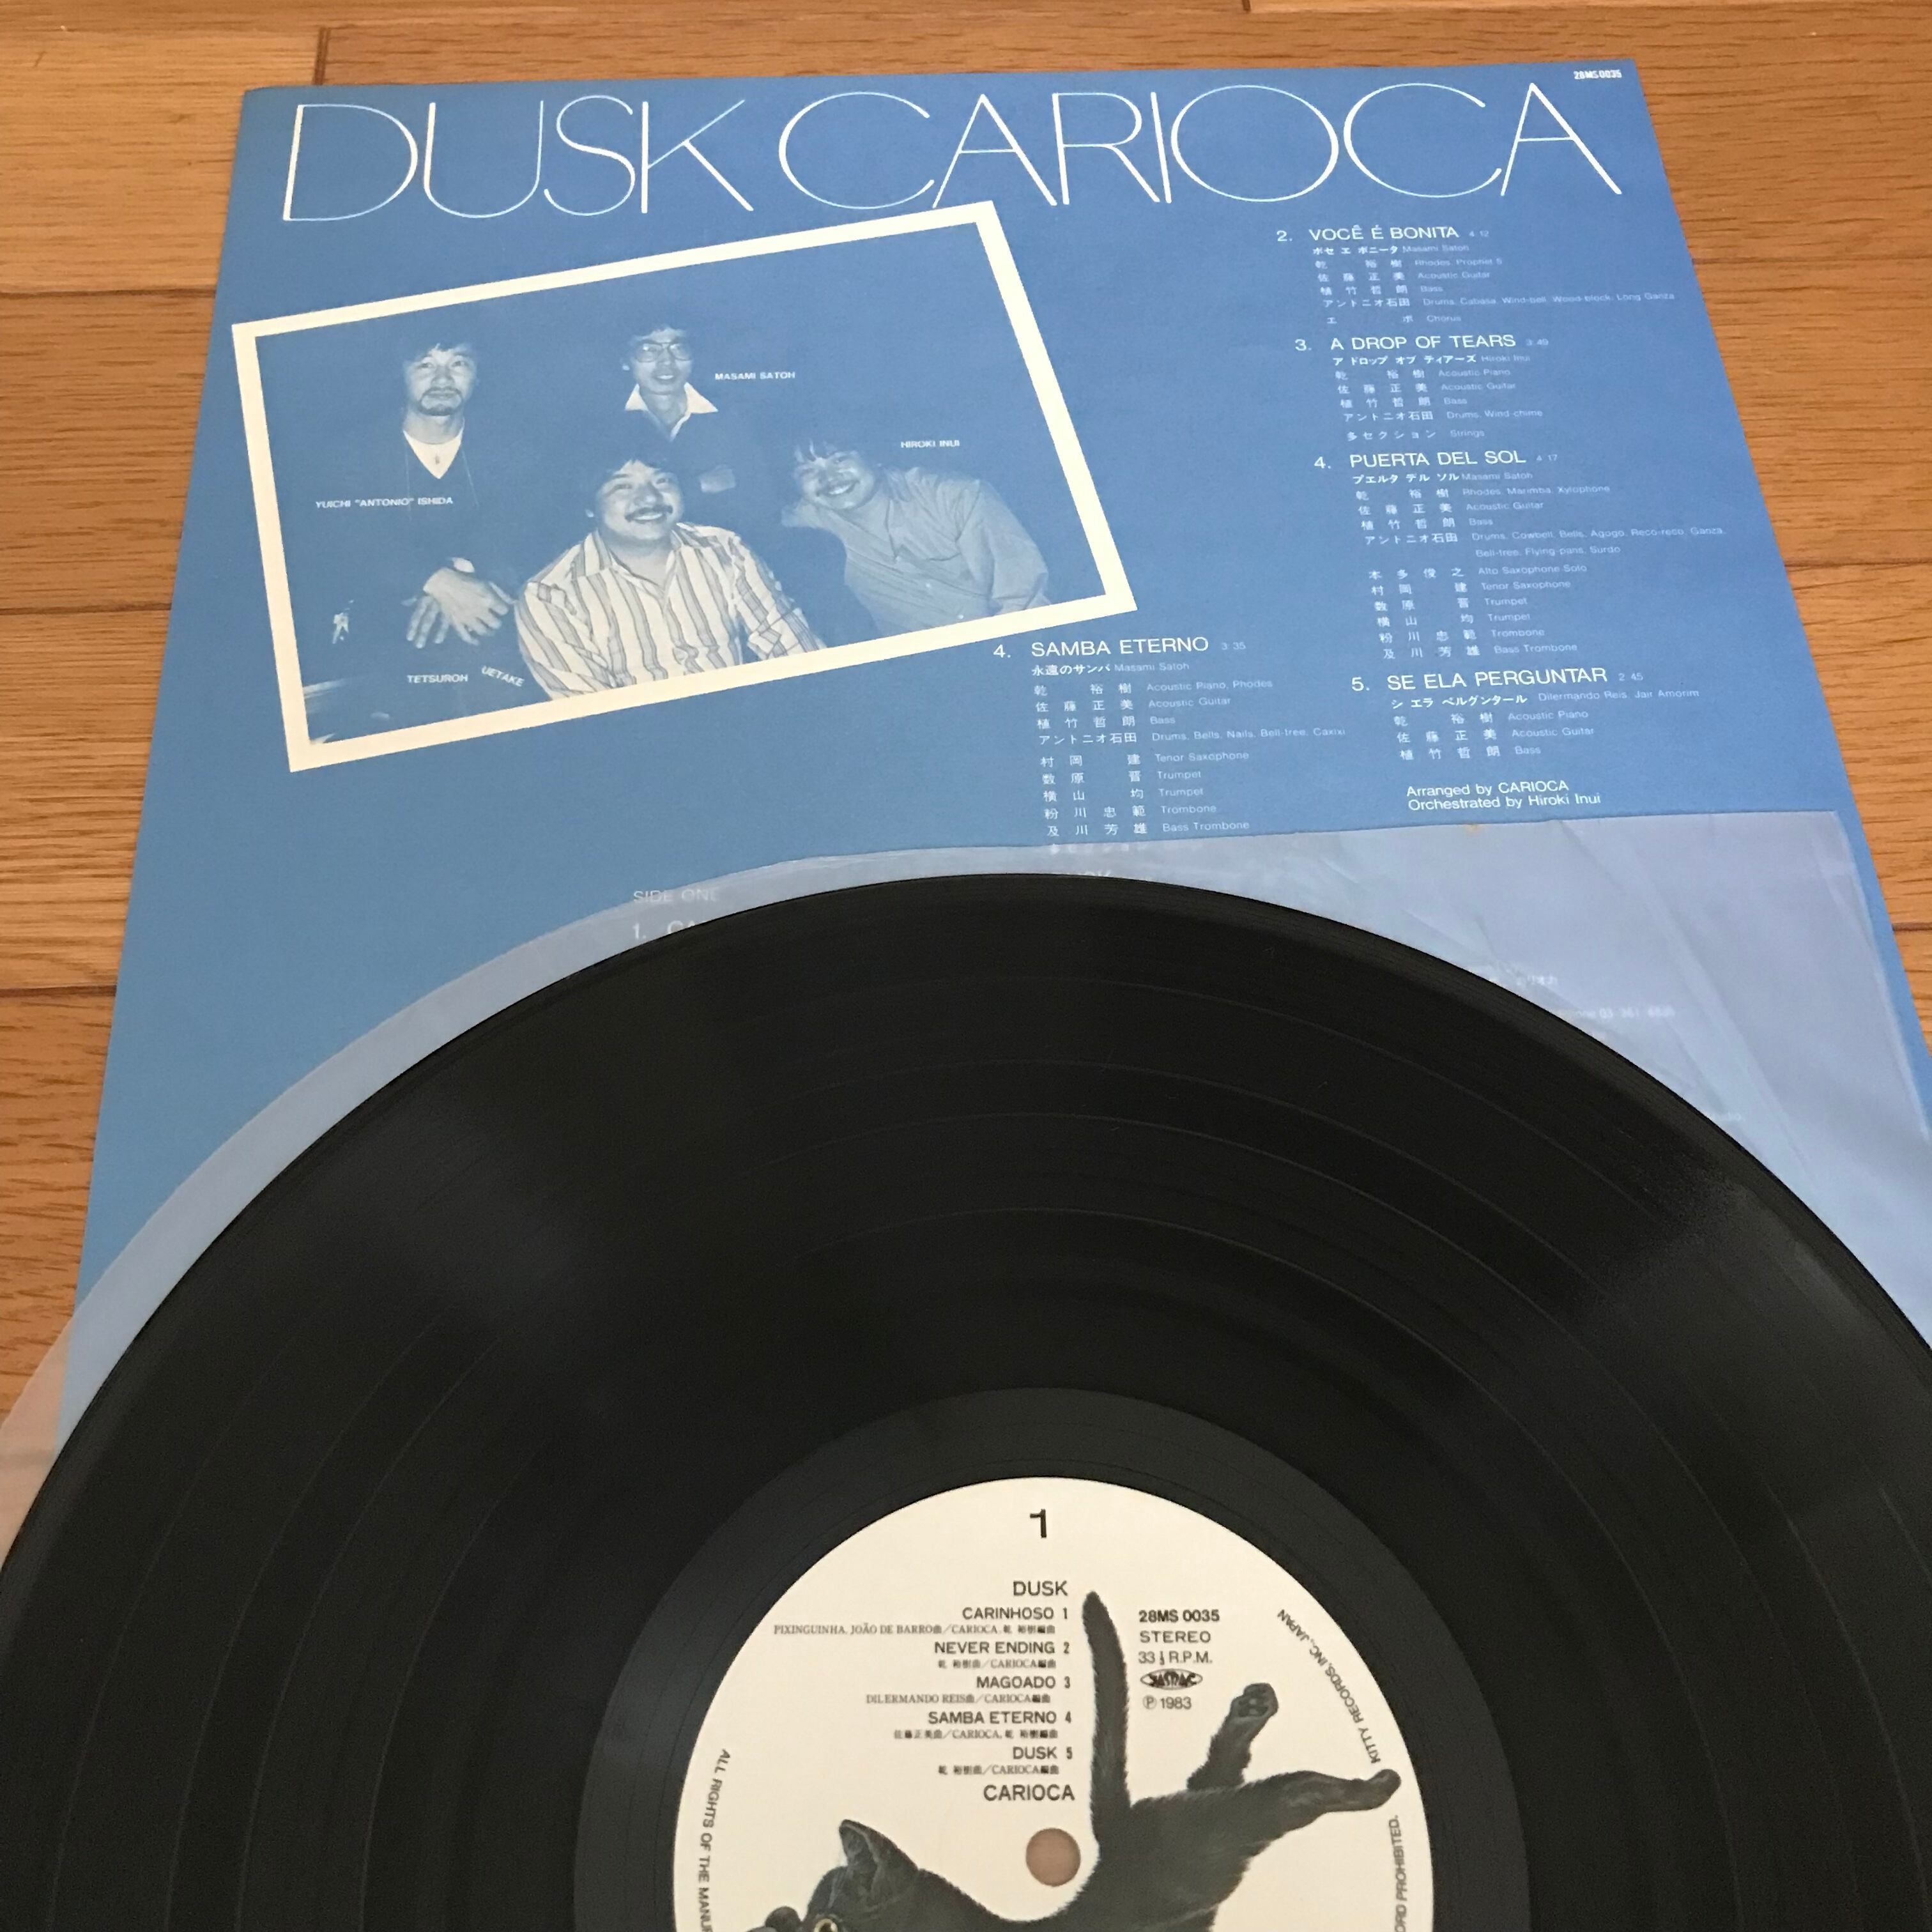 28MS 0035
DUSK CARIOCA
YUICHI "ANTONIO" ISHIDA
MASAMI SATOH
HIROKI INUI
TETSUROH UETAKE
4. SAMBA ETERNO 3:35
永遠のサンバ Masami Satoh
乾 裕樹 Acoustic Piano, Rhodes
佐藤正美 Acoustic Guitar
植竹哲朗 Bass
アントニオ石田 Drums, Bells, Nails, Bell-tree, Caxixi
村岡 建 Tenor Saxophone
数原 晋 Trumpet
横山 均 Trumpet
粉川忠範 Trombone
及川芳雄 Bass Trombone
2. VOCÊ É BONITA 4:12
ボセ エ ボニータ Masami Satoh
乾 裕樹 Rhodes, Prophet 5
佐藤正美 Acoustic Guitar
植竹哲朗 Bass
アントニオ石田 Drums, Cabasa, Wind-bell, Wood-block, Long Ganza
エ ポ Chorus
3. A DROP OF TEARS 3:49
ア ドロップ オブ ティアーズ Hiroki Inui
乾 裕樹 Acoustic Piano
佐藤正美 Acoustic Guitar
植竹哲朗 Bass
アントニオ石田 Drums, Wind chime
多セクション Strings
4. PUERTA DEL SOL 4:17
プエルタ デル ソル Masami Satoh
乾 裕樹 Rhodes, Marimba, Xylophone
佐藤正美 Acoustic Guitar
植竹哲朗 Bass
アントニオ石田 Drums, Cowbell, Bells, Agogo, Reco-reco, Ganza,
Bell-tree, Flying-pans, Surdo
本多俊之 Alto Saxophone Solo
村岡 建 Tenor Saxophone
数原 晋 Trumpet
横山 均 Trumpet
粉川忠範 Trombone
及川芳雄 Bass Trombone
5. SE ELA PERGUNTAR 2:45
シ エラ ペルグンタール Dilermando Reis, Jair Amorim
乾 裕樹 Acoustic Piano
佐藤正美 Acoustic Guitar
植竹哲朗 Bass
Arranged by CARIOCA
Orchestrated by Hiroki Inui
SIDE ONE
1.
1
DUSK
CARINHOSO 1
PIXINGUINHA, JOÃO DE BARRO曲／CARIOCA, 乾 裕樹編曲
NEVER ENDING 2
乾 裕樹曲／CARIOCA編曲
MAGOADO 3
DILERMANDO REIS曲／CARIOCA編曲
SAMBA ETERNO 4
佐藤正美曲／CARIOCA, 乾 裕樹編曲
DUSK 5
乾 裕樹曲／CARIOCA編曲
CARIOCA
28MS 0035
STEREO
33 1/3 R.P.M.
JASRAC
Ⓟ 1983
KITTY RECORDS, INC., JAPAN
ALL RIGHTS OF THE
PROHIBITED.